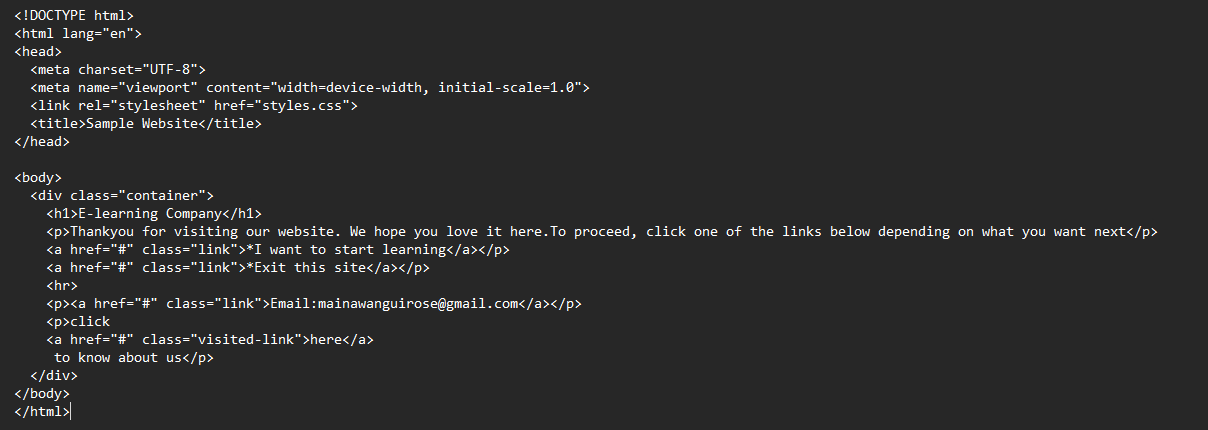 <!DOCTYPE html>
<html lang="en">
<head>
  <meta charset="UTF-8">
  <meta name="viewport" content="width=device-width, initial-scale=1.0">
  <link rel="stylesheet" href="styles.css">
  <title>Sample Website</title>
</head>

<body>
  <div class="container">
    <h1>E-learning Company</h1>
    <p>Thankyou for visiting our website. We hope you love it here.To proceed, click one of the links below depending on what you want next</p>
    <a href="#" class="link">*I want to start learning</a></p>
    <a href="#" class="link">*Exit this site</a></p>
    <hr>
    <p><a href="#" class="link">Email:mainawanguirose@gmail.com</a></p>
    <p>click
    <a href="#" class="visited-link">here</a>
     to know about us</p>
  </div>
</body>
</html>